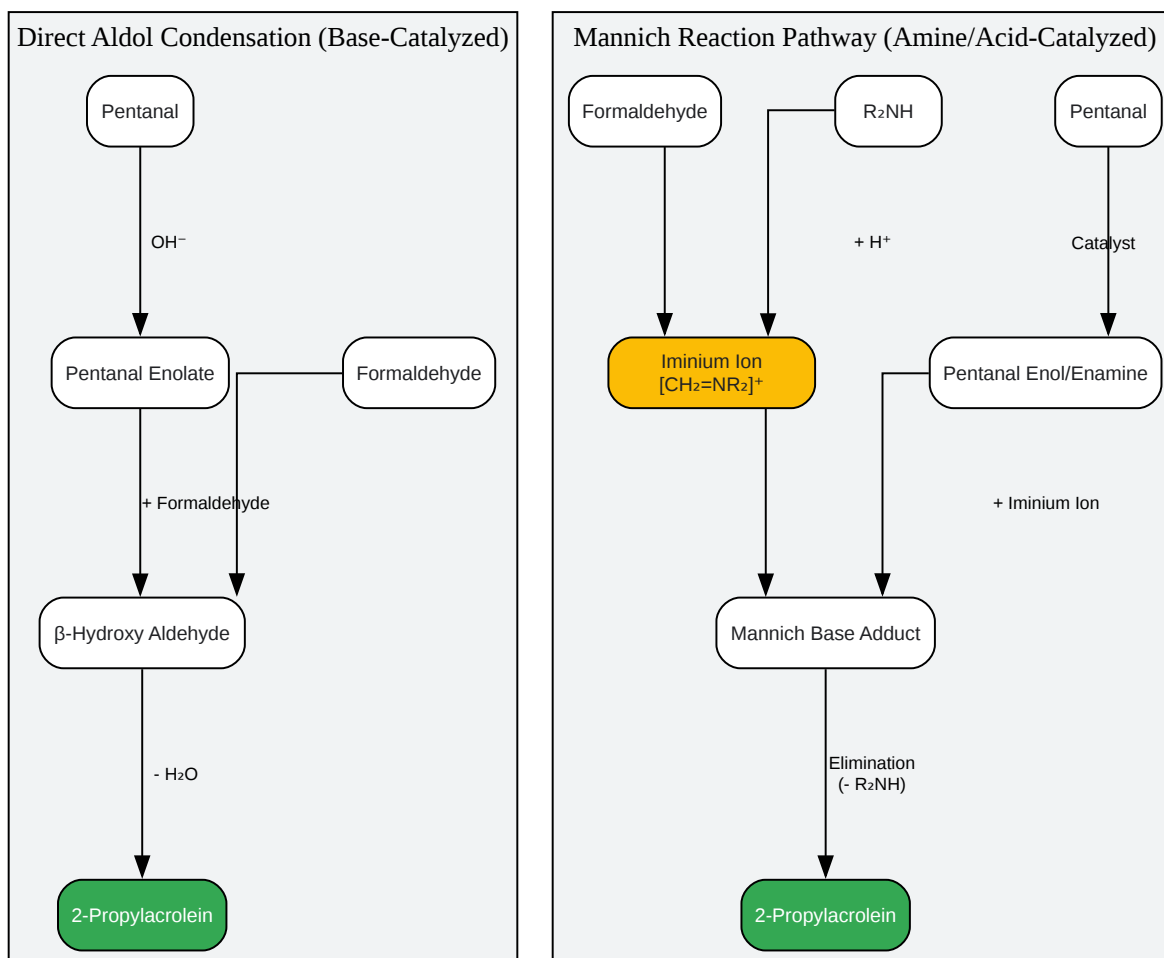 Direct Aldol Condensation (Base-Catalyzed)
Pentanal
OH⁻
Pentanal Enolate
Formaldehyde
+ Formaldehyde
β-Hydroxy Aldehyde
- H₂O
2-Propylacrolein
Mannich Reaction Pathway (Amine/Acid-Catalyzed)
Formaldehyde
R₂NH
Pentanal
+ H⁺
Catalyst
Iminium Ion
[CH₂=NR₂]⁺
Pentanal Enol/Enamine
+ Iminium Ion
Mannich Base Adduct
Elimination
(- R₂NH)
2-Propylacrolein